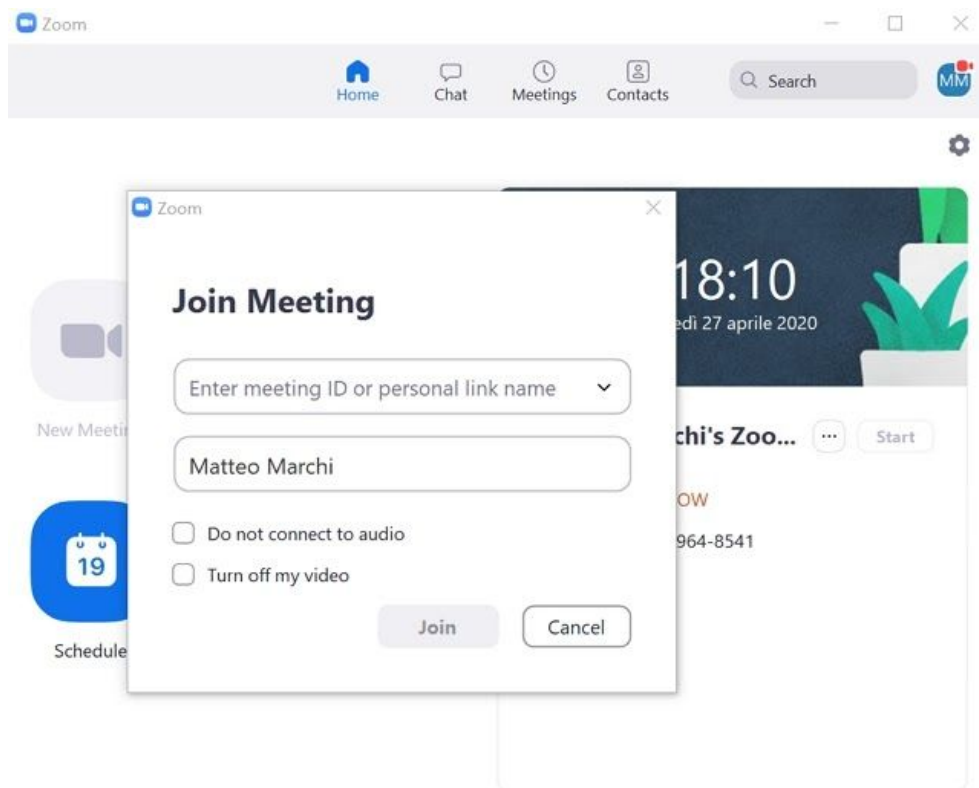 Zoom
Home
Chat
Meetings
Contacts
Search
MM
Zoom
Join Meeting
Enter meeting ID or personal link name
Matteo Marchi
Do not connect to audio
Turn off my video
Join
Cancel
New Meeti
19
Schedule
18:10
edì 27 aprile 2020
chi's Zoo...
...
Start
OW
964-8541